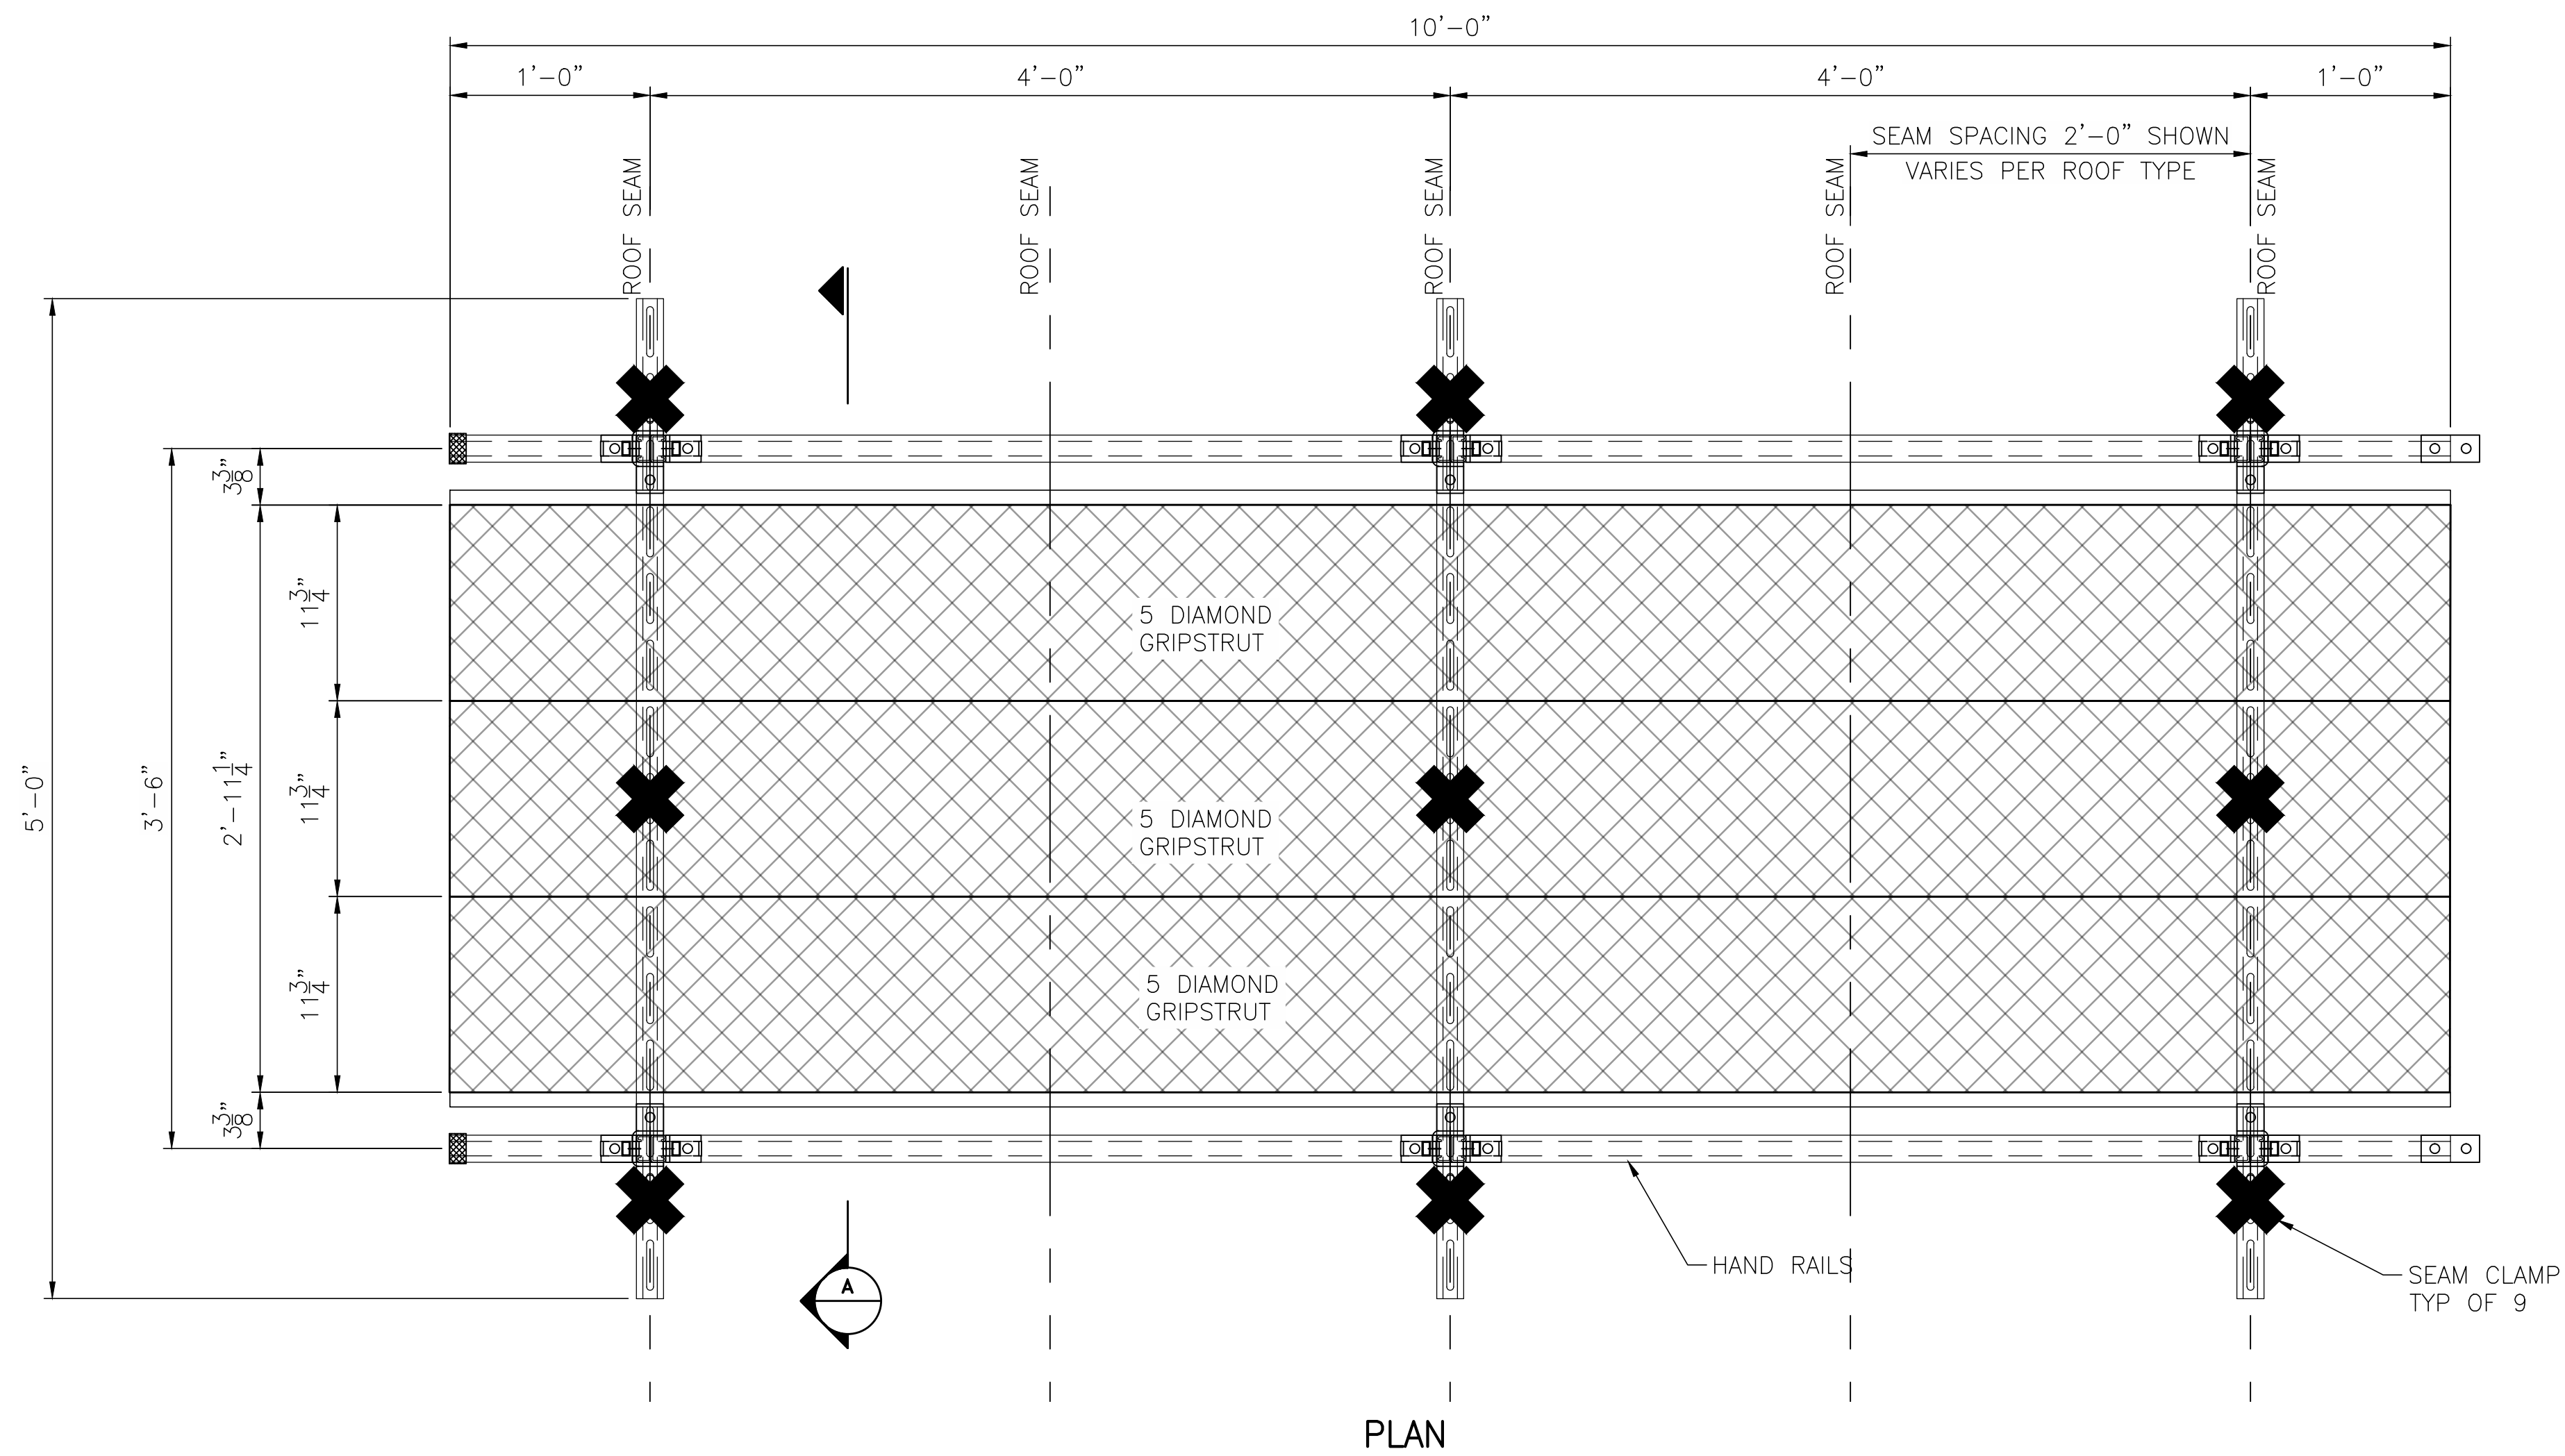 10'-0"
1'-0" 4'-0" 4'-0" 1'-0"
SEAM SPACING 2'-0" SHOWN
VARIES PER ROOF TYPE
ROOF SEAM
ROOF SEAM
ROOF SEAM
ROOF SEAM
ROOF SEAM
3 3/8"
11 3/4"
5 DIAMOND
GRIPSTRUT
5'-0"
3'-6"
2'-11 1/4"
11 3/4"
5 DIAMOND
GRIPSTRUT
11 3/4"
5 DIAMOND
GRIPSTRUT
3 3/8"
HAND RAILS
A
SEAM CLAMP
TYP OF 9
PLAN